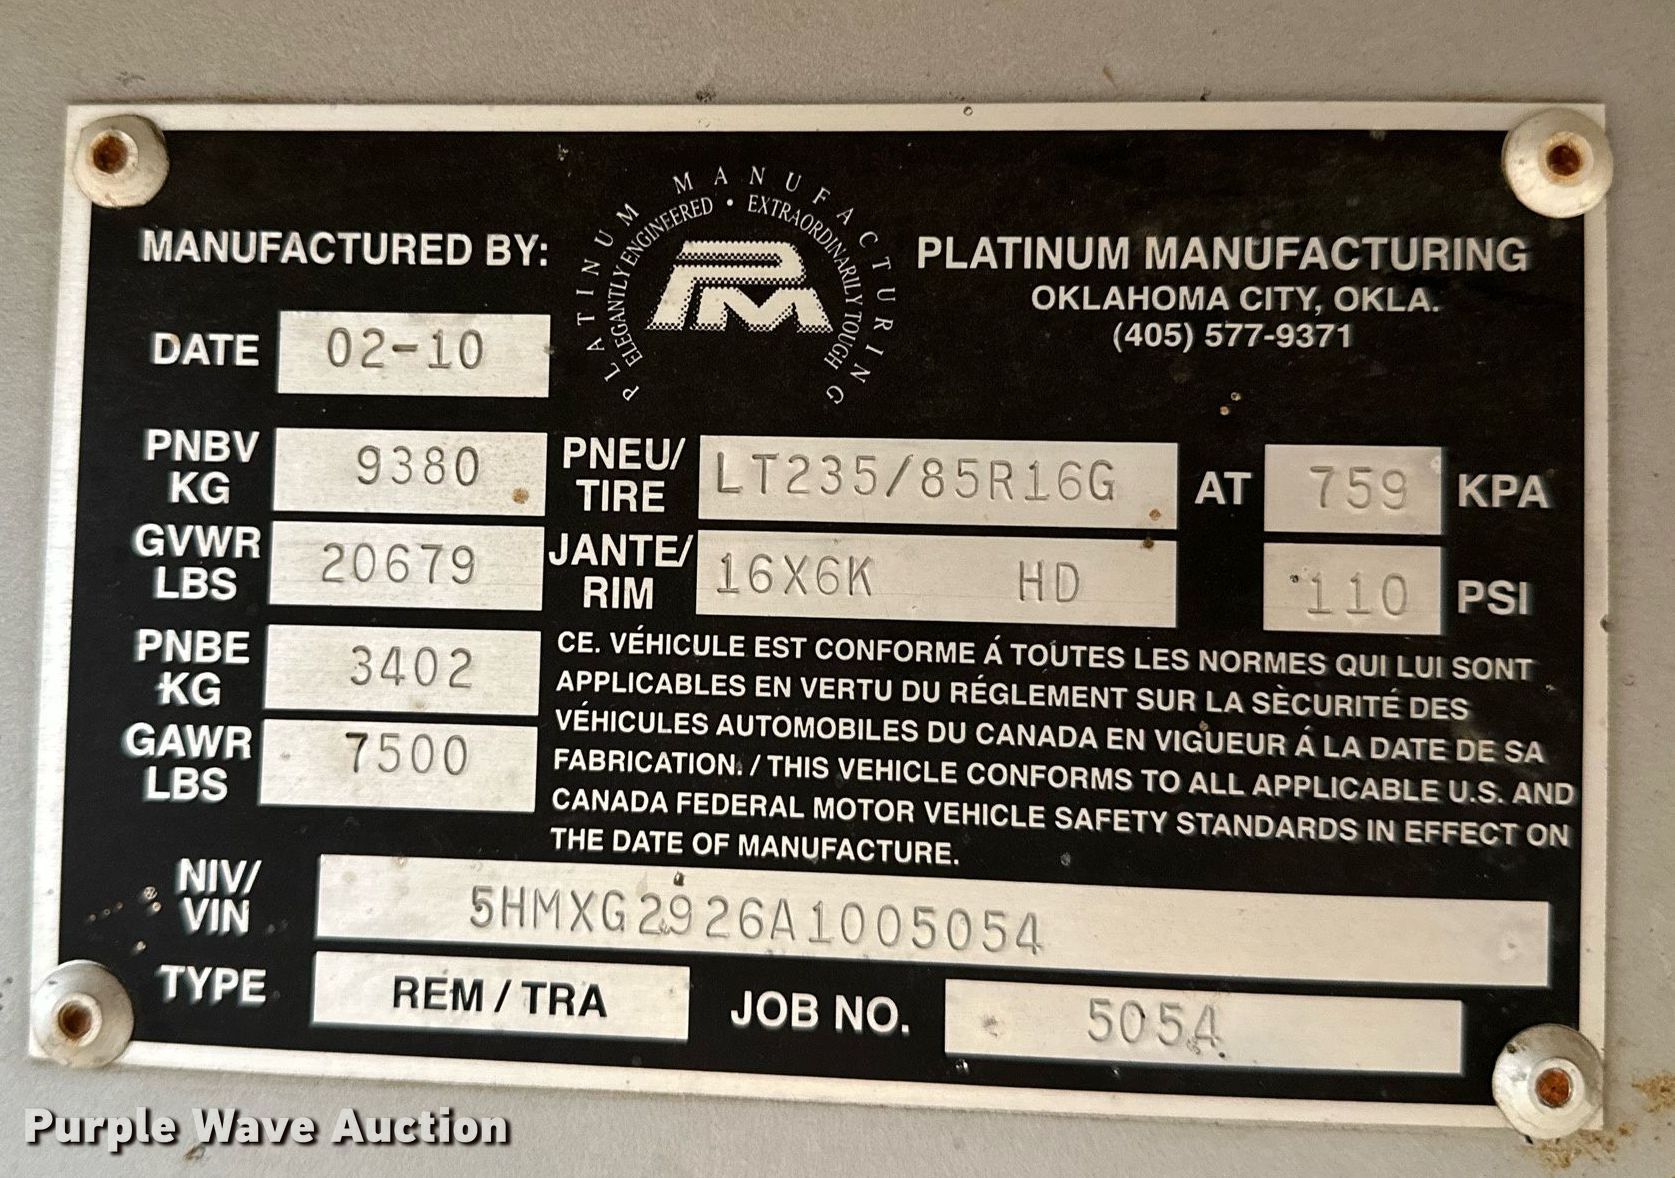 PLATINUM MANUFACTURING
ELEGANTLY ENGINEERED • EXTRAORDINARILY TOUGH
PM
MANUFACTURED BY:
PLATINUM MANUFACTURING
OKLAHOMA CITY, OKLA.
(405) 577-9371
DATE 02-10
PNBV KG 9380
PNEU/ TIRE LT235/85R16G AT 759 KPA
GVWR LBS 20679
JANTE/ RIM 16X6K HD 110 PSI
PNBE KG 3402
GAWR LBS 7500
CE. VÉHICULE EST CONFORME Á TOUTES LES NORMES QUI LUI SONT
APPLICABLES EN VERTU DU RÉGLEMENT SUR LA SÈCURITÉ DES
VÉHICULES AUTOMOBILES DU CANADA EN VIGUEUR Á LA DATE DE SA
FABRICATION. / THIS VEHICLE CONFORMS TO ALL APPLICABLE U.S. AND
CANADA FEDERAL MOTOR VEHICLE SAFETY STANDARDS IN EFFECT ON
THE DATE OF MANUFACTURE.
NIV/ VIN 5HMXG2926A1005054
TYPE REM / TRA JOB NO. 5054
Purple Wave Auction